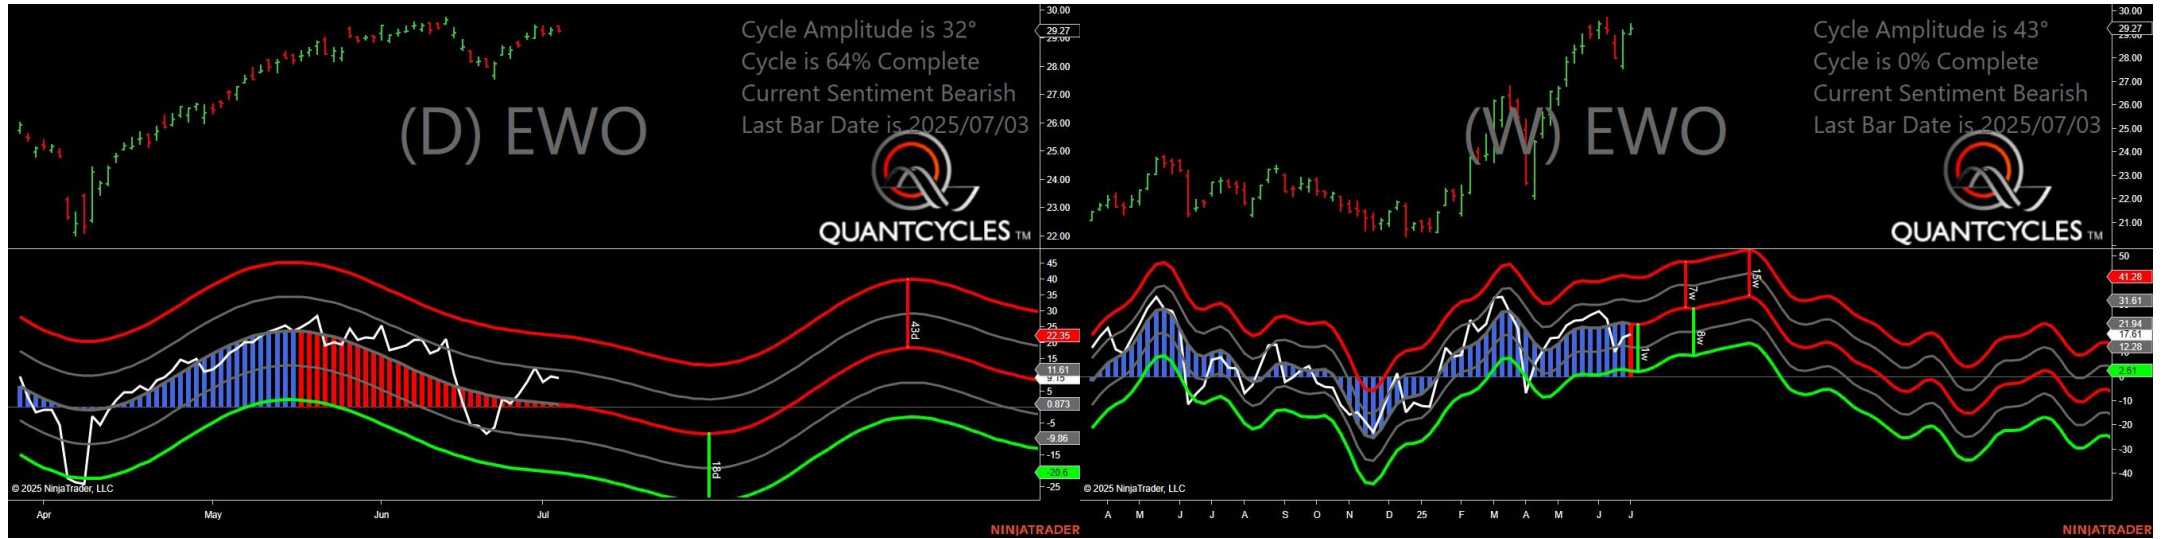 Cycle Amplitude is 32°
Cycle is 64% Complete
Current Sentiment Bearish
Last Bar Date is 2025/07/03
(D) EWO
QUANTCYCLES TM
30.00
29.27
29.00
28.00
27.00
26.00
25.00
24.00
23.00
22.00
45
40
35
30
25
22.35
20
15
11.61
9.15
5
0.873
-5
-9.86
-15
-20.6
-25
43d
18d
© 2025 NinjaTrader, LLC
Apr May Jun Jul
NINJATRADER
Cycle Amplitude is 43°
Cycle is 0% Complete
Current Sentiment Bearish
Last Bar Date is 2025/07/03
(W) EWO
QUANTCYCLES TM
30.00
29.27
29.00
28.00
27.00
26.00
25.00
24.00
23.00
22.00
21.00
50
41.28
31.61
21.94
17.61
12.28
2.61
-10
-20
-30
-40
7w
15w
1w
8w
© 2025 NinjaTrader, LLC
A M J J A S O N D 25 F M A M J J
NINJATRADER